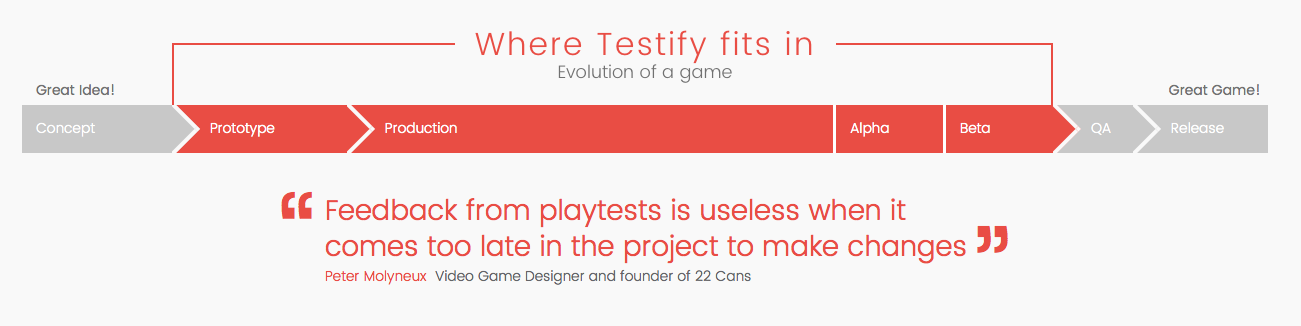 Where Testify fits in
Evolution of a game
Great Idea!
Great Game!
Concept
Prototype
Production
Alpha
Beta
QA
Release
“Feedback from playtests is useless when it
comes too late in the project to make changes”
Peter Molyneux Video Game Designer and founder of 22 Cans